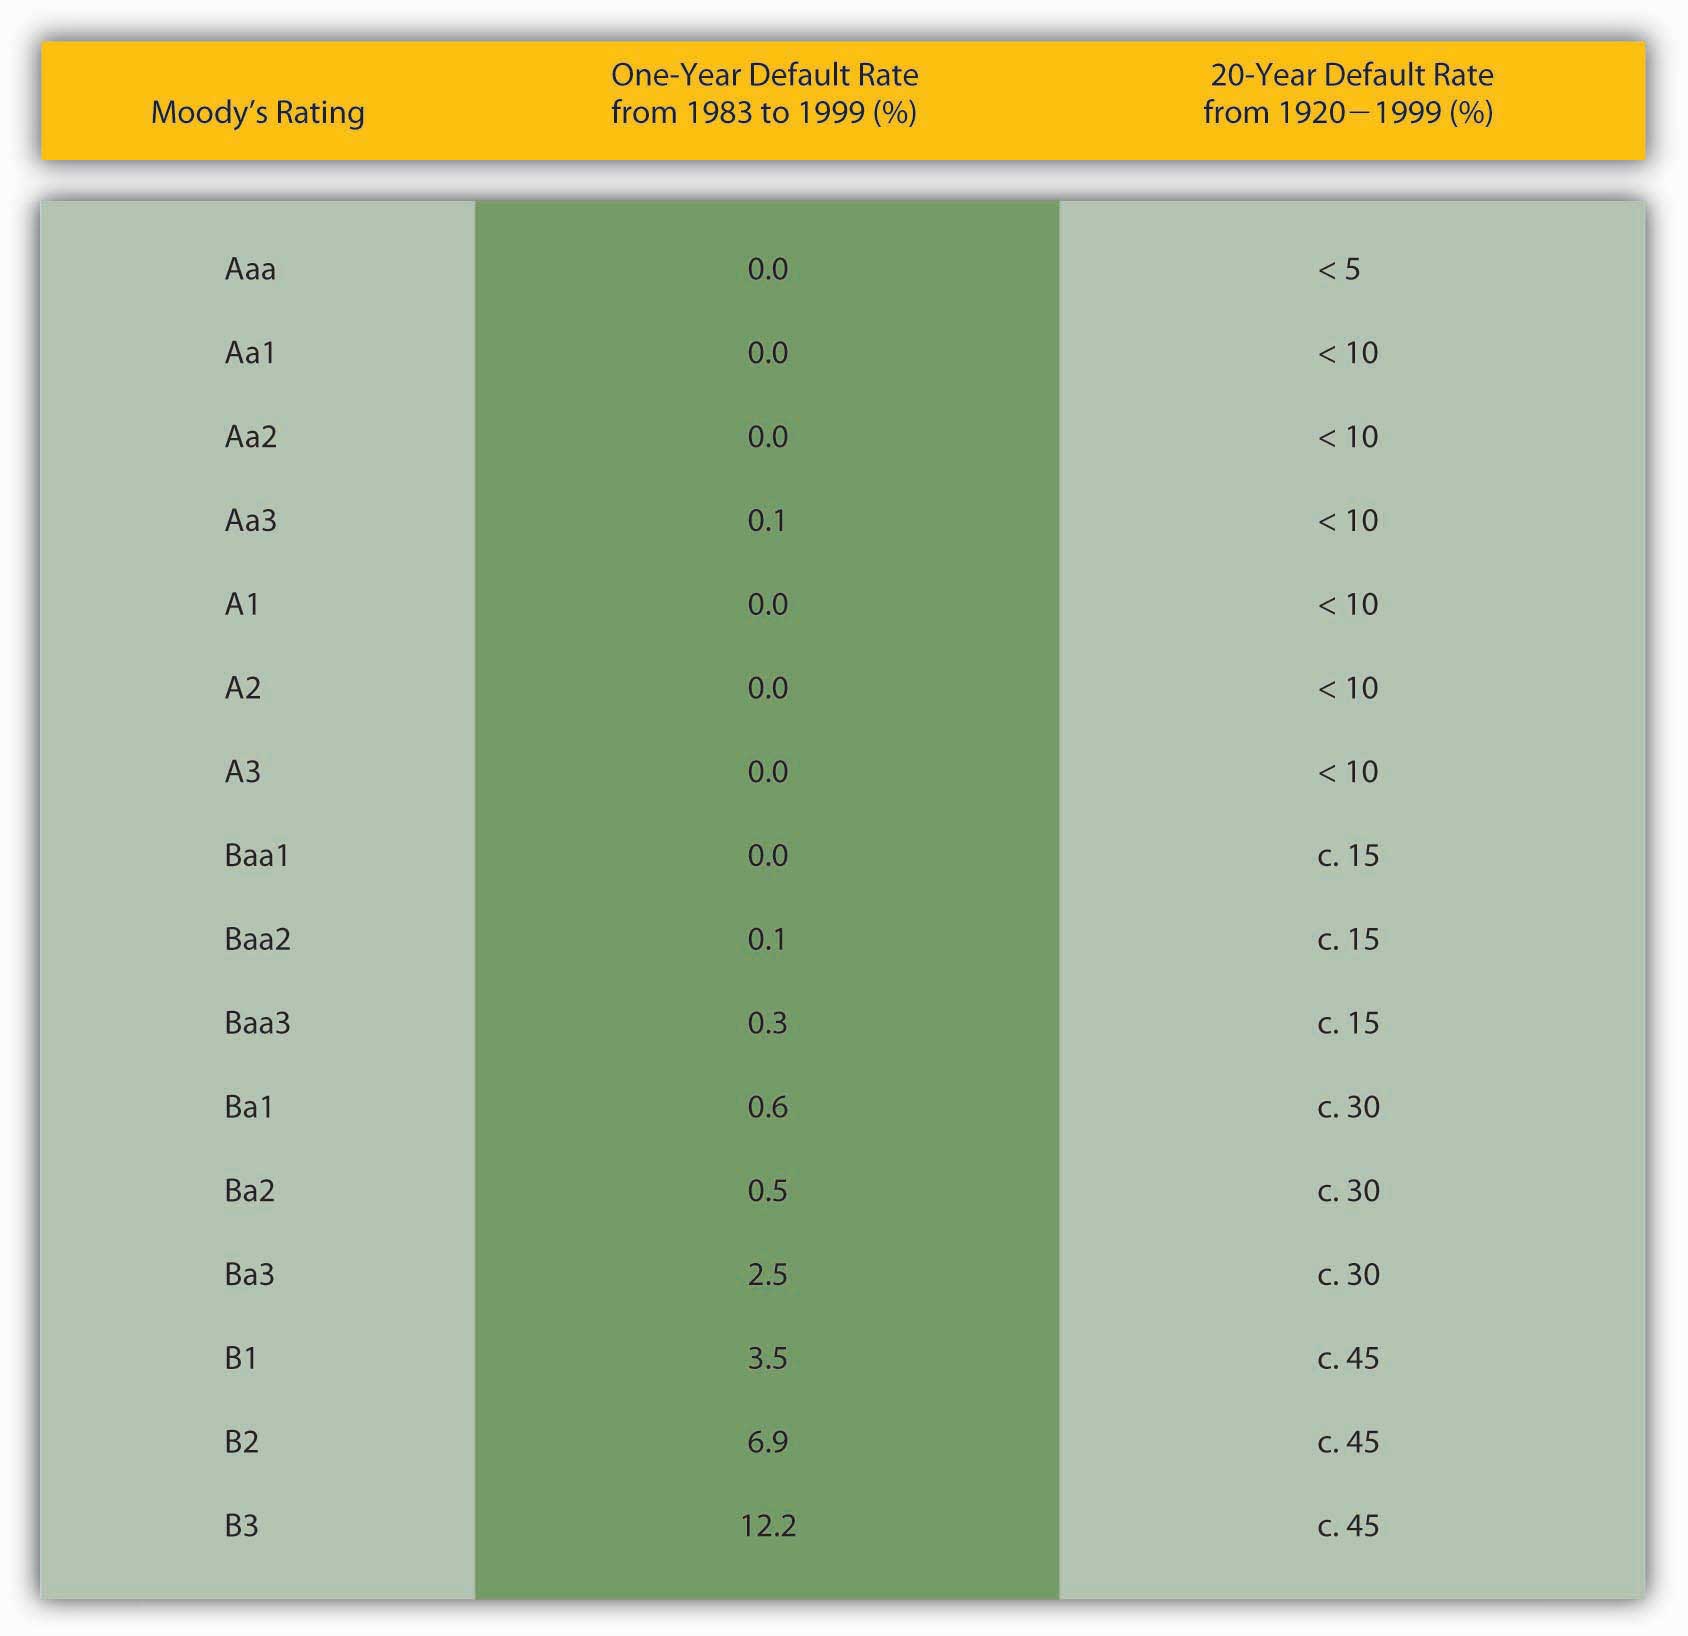 Moody's Rating
One-Year Default Rate
from 1983 to 1999 (%)
20-Year Default Rate
from 1920—1999 (%)
Aaa 0.0 < 5
Aa1 0.0 < 10
Aa2 0.0 < 10
Aa3 0.1 < 10
A1 0.0 < 10
A2 0.0 < 10
A3 0.0 < 10
Baa1 0.0 c. 15
Baa2 0.1 c. 15
Baa3 0.3 c. 15
Ba1 0.6 c. 30
Ba2 0.5 c. 30
Ba3 2.5 c. 30
B1 3.5 c. 45
B2 6.9 c. 45
B3 12.2 c. 45